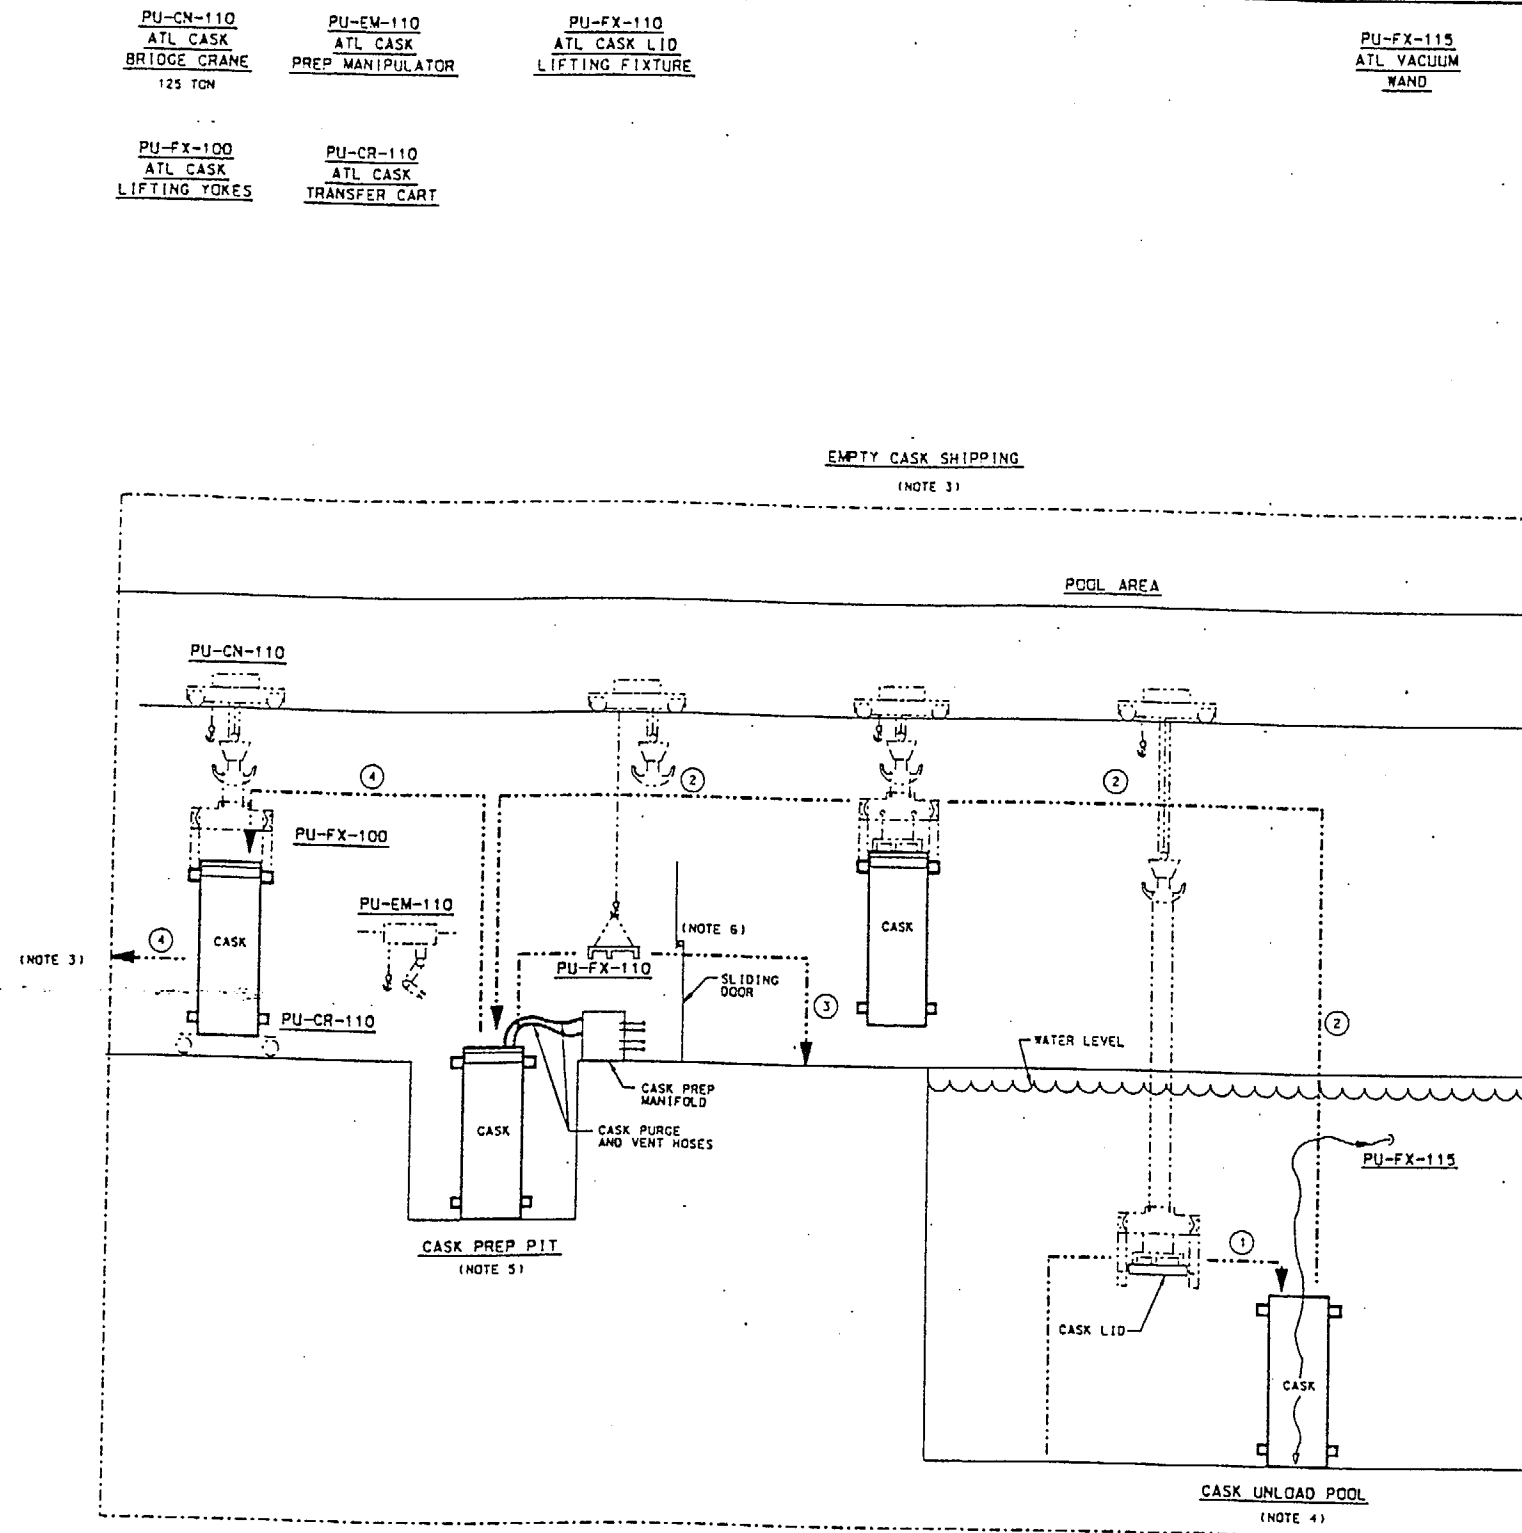 PU-CN-110
ATL CASK
BRIDGE CRANE
125 TON
PU-EM-110
ATL CASK
PREP MANIPULATOR
PU-FX-110
ATL CASK LID
LIFTING FIXTURE
PU-FX-115
ATL VACUUM
WAND
PU-FX-100
ATL CASK
LIFTING YOKES
PU-CR-110
ATL CASK
TRANSFER CART
EMPTY CASK SHIPPING
(NOTE 3)
POOL AREA
PU-CN-110
4
2
2
PU-FX-100
PU-EM-110
CASK
4
(NOTE 3)
(NOTE 6)
CASK
PU-FX-110
SLIDING
DOOR
3
PU-CR-110
2
WATER LEVEL
CASK PREP
MANIFOLD
CASK
CASK PURGE
AND VENT HOSES
PU-FX-115
CASK PREP PIT
(NOTE 5)
1
CASK LID
CASK
CASK UNLOAD POOL
(NOTE 4)